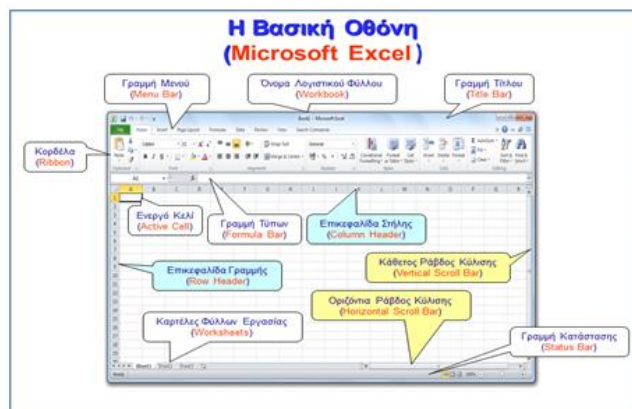 Η Βασική Οθόνη
(Microsoft Excel)
Γραμμή Μενού
(Menu Bar)
Όνομα Λογιστικού Φύλλου
(Workbook)
Γραμμή Τίτλου
(Title Bar)
Κορδέλα
(Ribbon)
Ενεργό Κελί
(Active Cell)
Γραμμή Τύπων
(Formula Bar)
Επικεφαλίδα Στήλης
(Column Header)
Επικεφαλίδα Γραμμής
(Row Header)
Κάθετος Ράβδος Κύλισης
(Vertical Scroll Bar)
Οριζόντια Ράβδος Κύλισης
(Horizontal Scroll Bar)
Καρτέλες Φύλλων Εργασίας
(Worksheets)
Γραμμή Κατάστασης
(Status Bar)